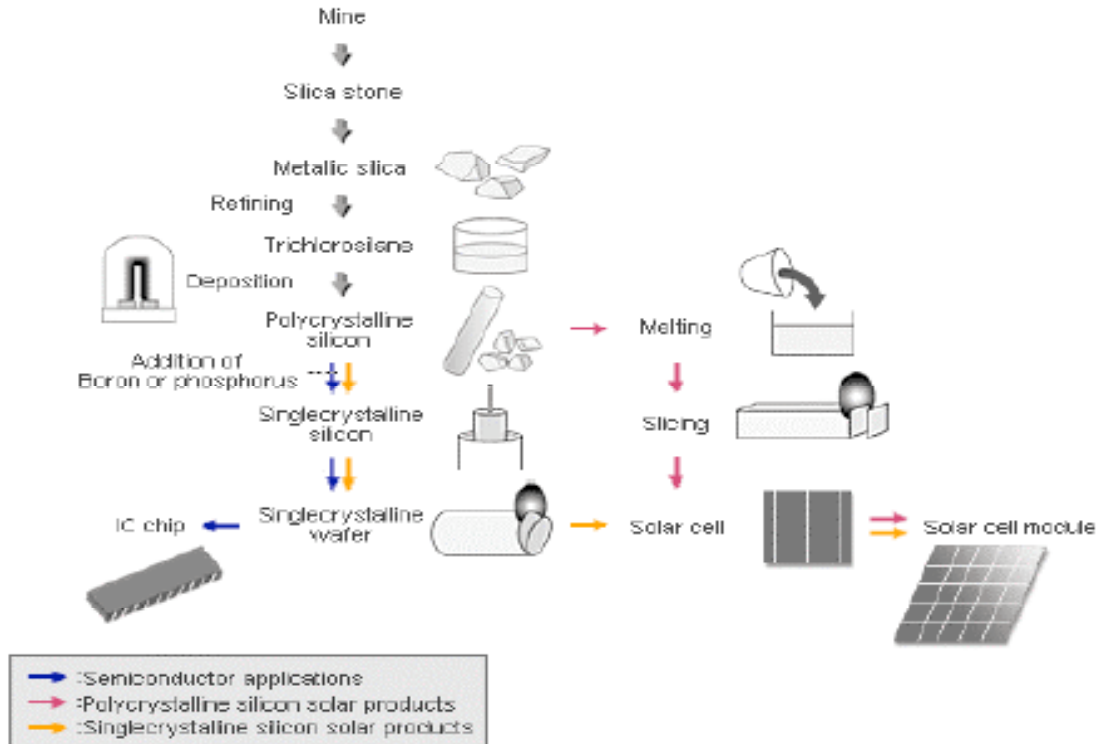 Mine
Silica stone
Metallic silica
Refining
Trichlorosilane
Deposition
Polycrystalline
silicon
Melting
Addition of
Boron or phosphorus
Singlecrystalline
silicon
Slicing
IC chip
Singlecrystalline
wafer
Solar cell
Solar cell module
:Semiconductor applications
:Polycrystalline silicon solar products
:Singlecrystalline silicon solar products